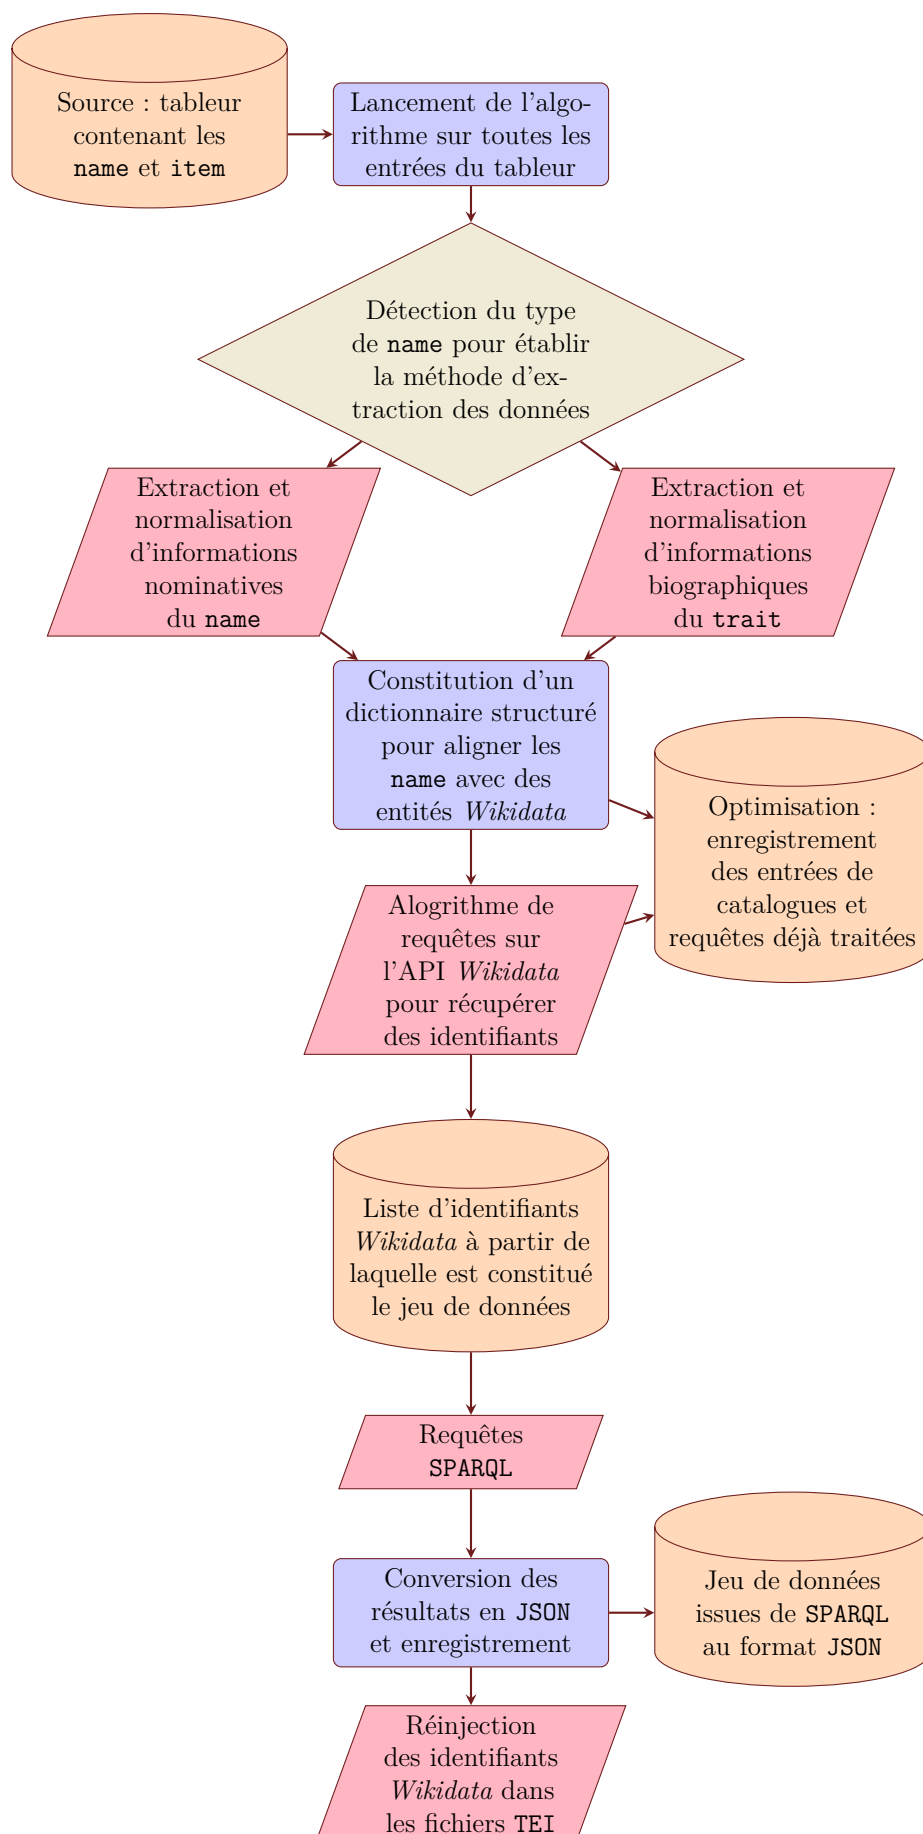 Source : tableur
contenant les
name et item
Lancement de l'algo-
rithme sur toutes les
entrées du tableur
Détection du type
de name pour établir
la méthode d'ex-
traction des données
Extraction et
normalisation
d'informations
nominatives
du name
Extraction et
normalisation
d'informations
biographiques
du trait
Constitution d'un
dictionnaire structuré
pour aligner les
name avec des
entités Wikidata
Optimisation :
enregistrement
des entrées de
catalogues et
requêtes déjà traitées
Alogrithme de
requêtes sur
l'API Wikidata
pour récupérer
des identifiants
Liste d'identifiants
Wikidata à partir de
laquelle est constitué
le jeu de données
Requêtes
SPARQL
Conversion des
résultats en JSON
et enregistrement
Jeu de données
issues de SPARQL
au format JSON
Réinjection
des identifiants
Wikidata dans
les fichiers TEI